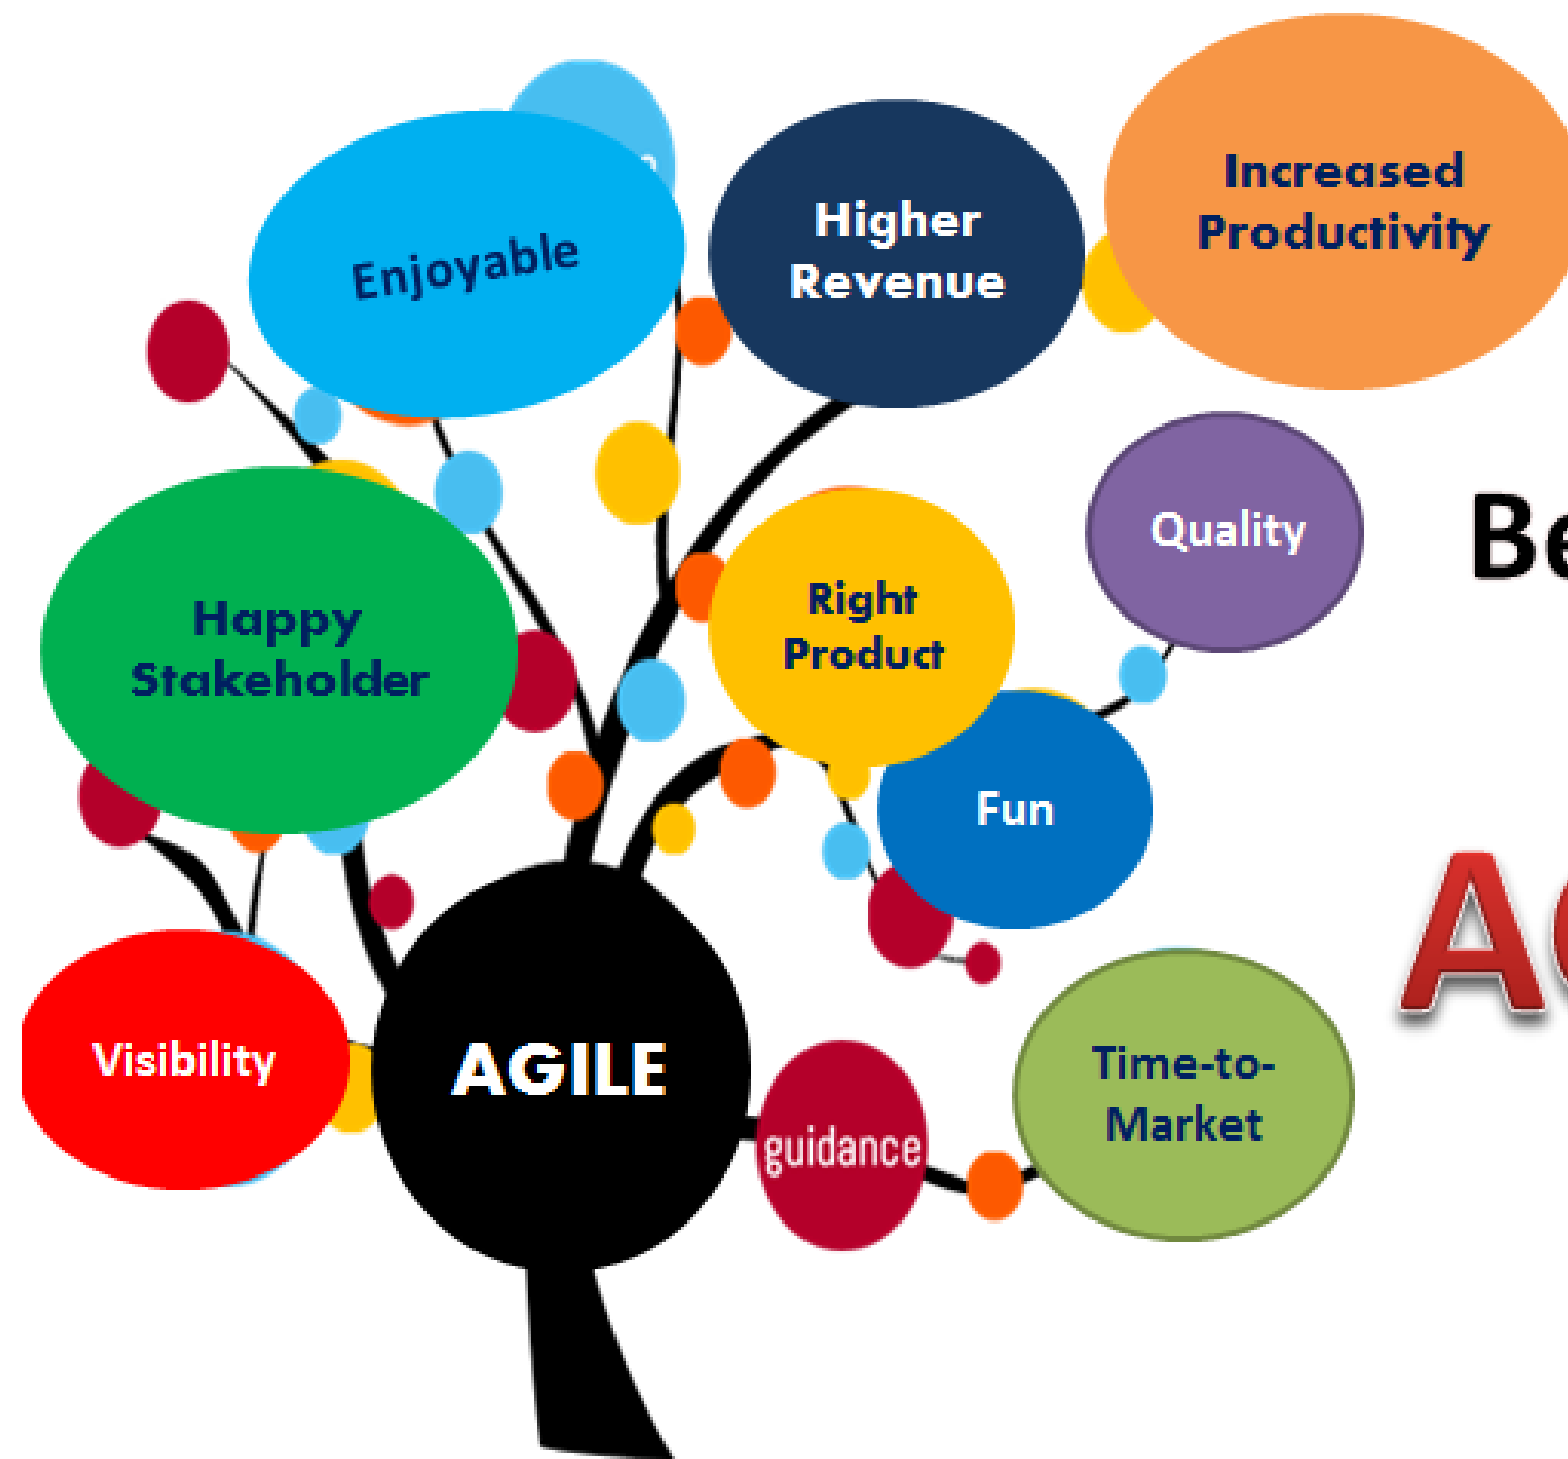 Increased
Productivity
Higher
Revenue
Enjoyable
Quality
Right
Product
Happy
Stakeholder
Fun
Visibility
AGILE
guidance
Time-to-
Market